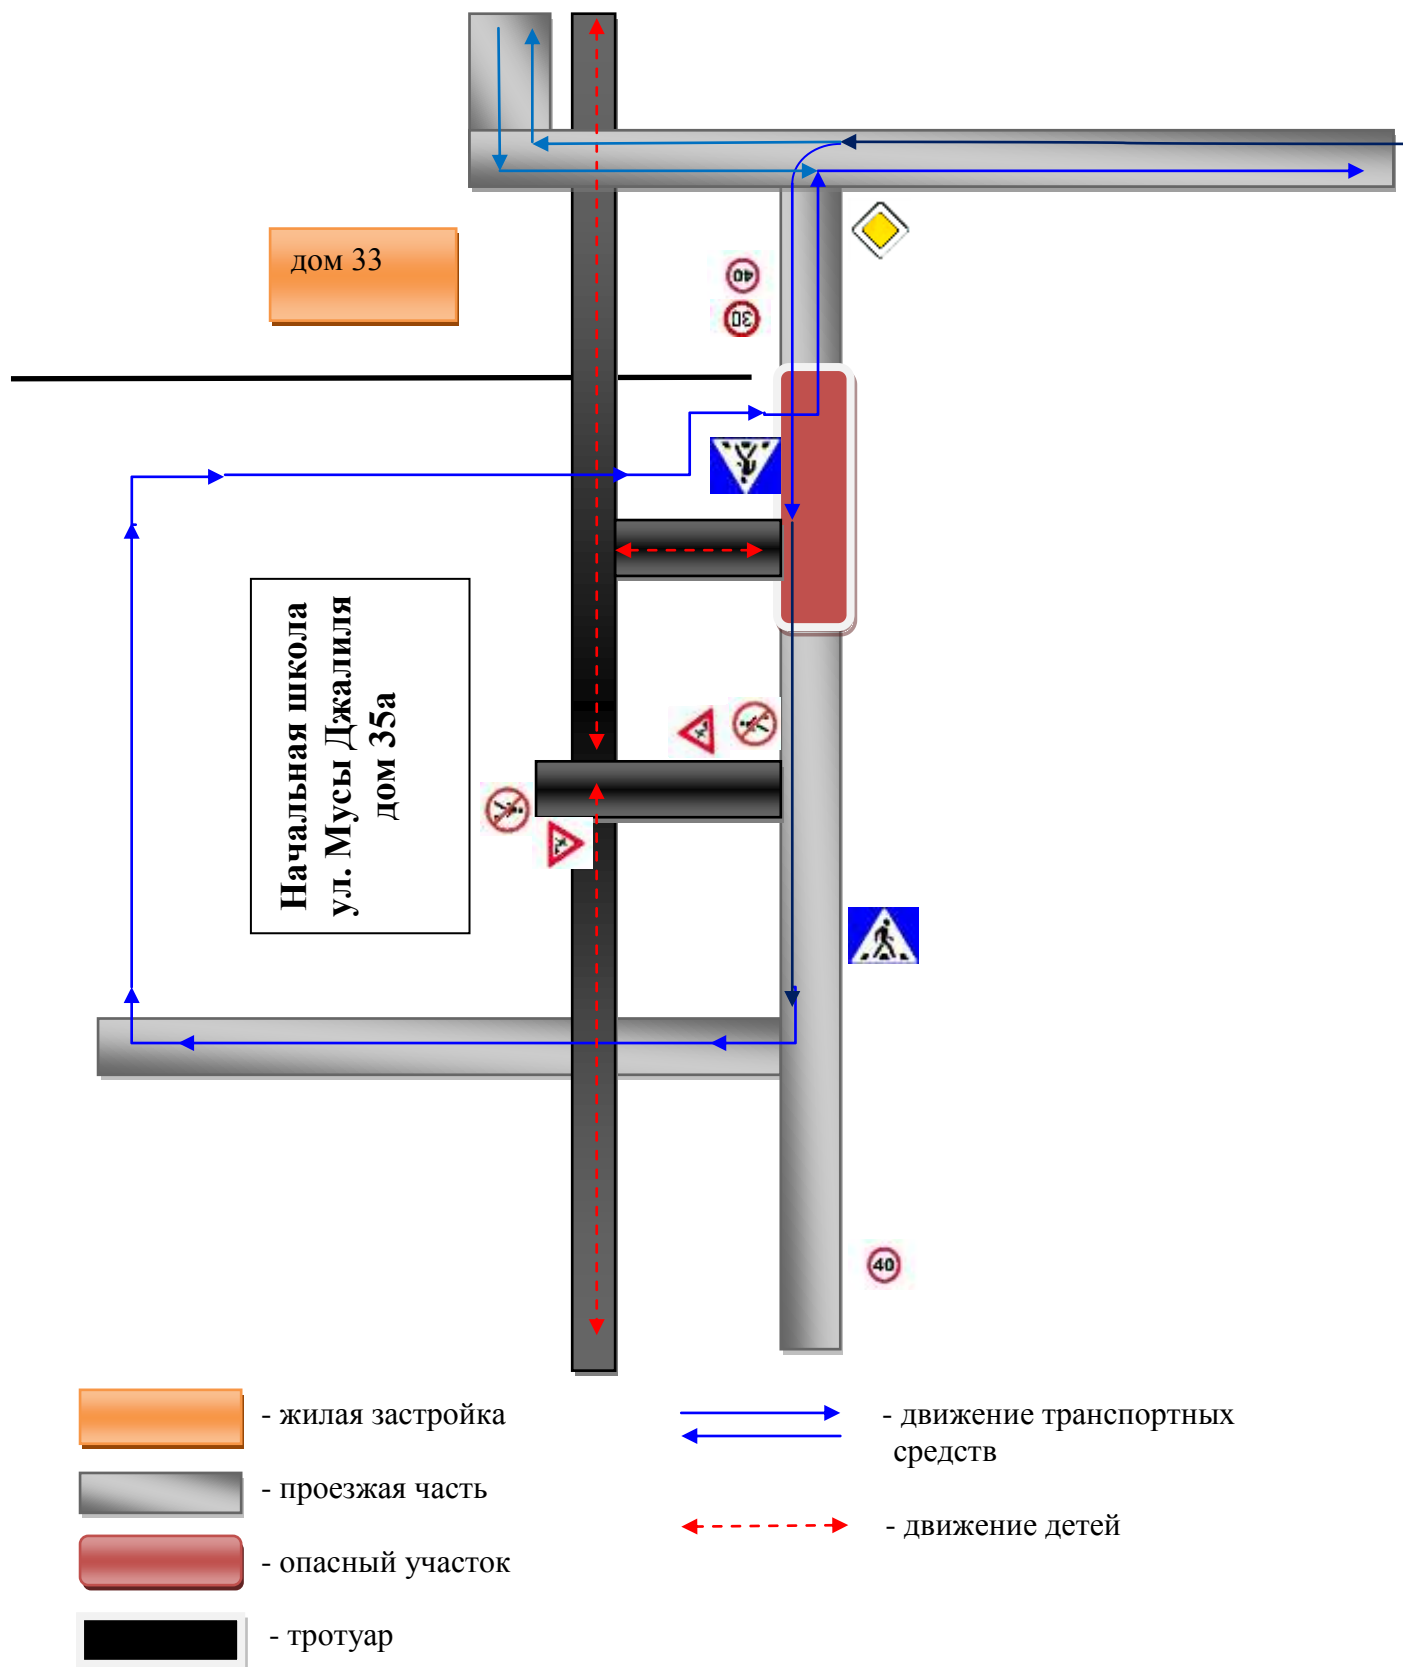 дом 33
40
30
Начальная школа
ул. Мусы Джалиля
дом 35а
40
- жилая застройка
- проезжая часть
- опасный участок
- тротуар
- движение транспортных
средств
- движение детей